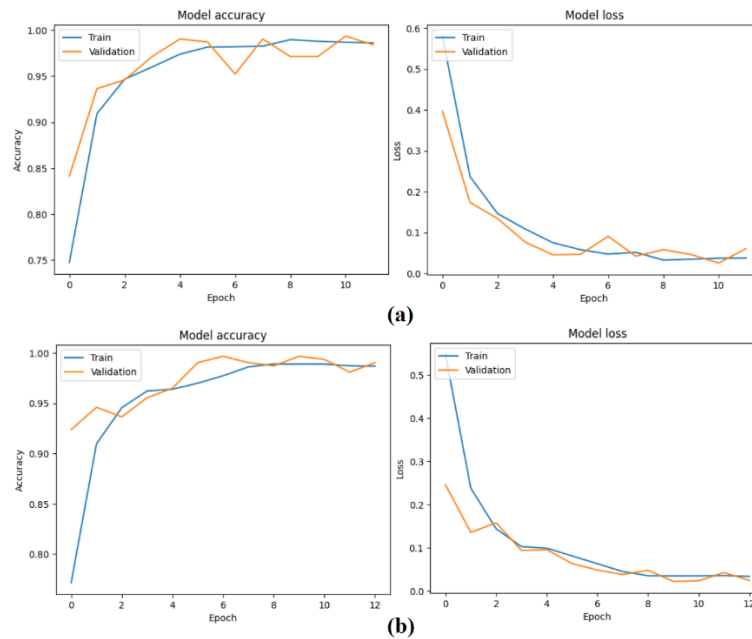 Model accuracy
Train
Validation
1.00
0.95
0.90
0.85
0.80
0.75
Accuracy
0 2 4 6 8 10
Epoch
Model loss
Train
Validation
0.6
0.5
0.4
0.3
0.2
0.1
0.0
Loss
0 2 4 6 8 10
Epoch
(a)
Model accuracy
Train
Validation
1.00
0.95
0.90
0.85
0.80
Accuracy
0 2 4 6 8 10 12
Epoch
Model loss
Train
Validation
0.5
0.4
0.3
0.2
0.1
0.0
Loss
0 2 4 6 8 10 12
Epoch
(b)